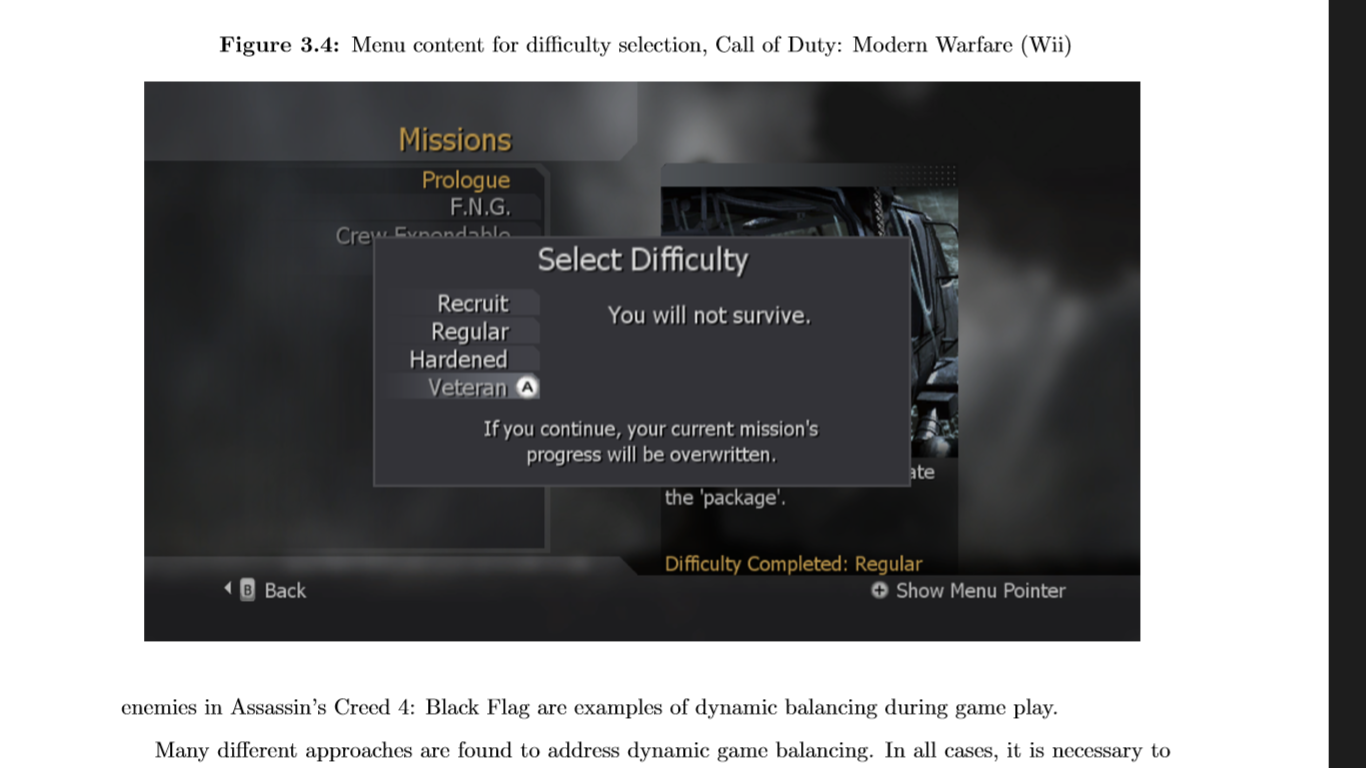 Figure 3.4: Menu content for difficulty selection, Call of Duty: Modern Warfare (Wii)
Missions
Prologue
F.N.G.
Crew Expendable
Select Difficulty
Recruit
Regular
Hardened
Veteran A
You will not survive.
If you continue, your current mission's
progress will be overwritten.
ate
the 'package'.
Difficulty Completed: Regular
B Back
Show Menu Pointer
enemies in Assassin's Creed 4: Black Flag are examples of dynamic balancing during game play.
Many different approaches are found to address dynamic game balancing. In all cases, it is necessary to